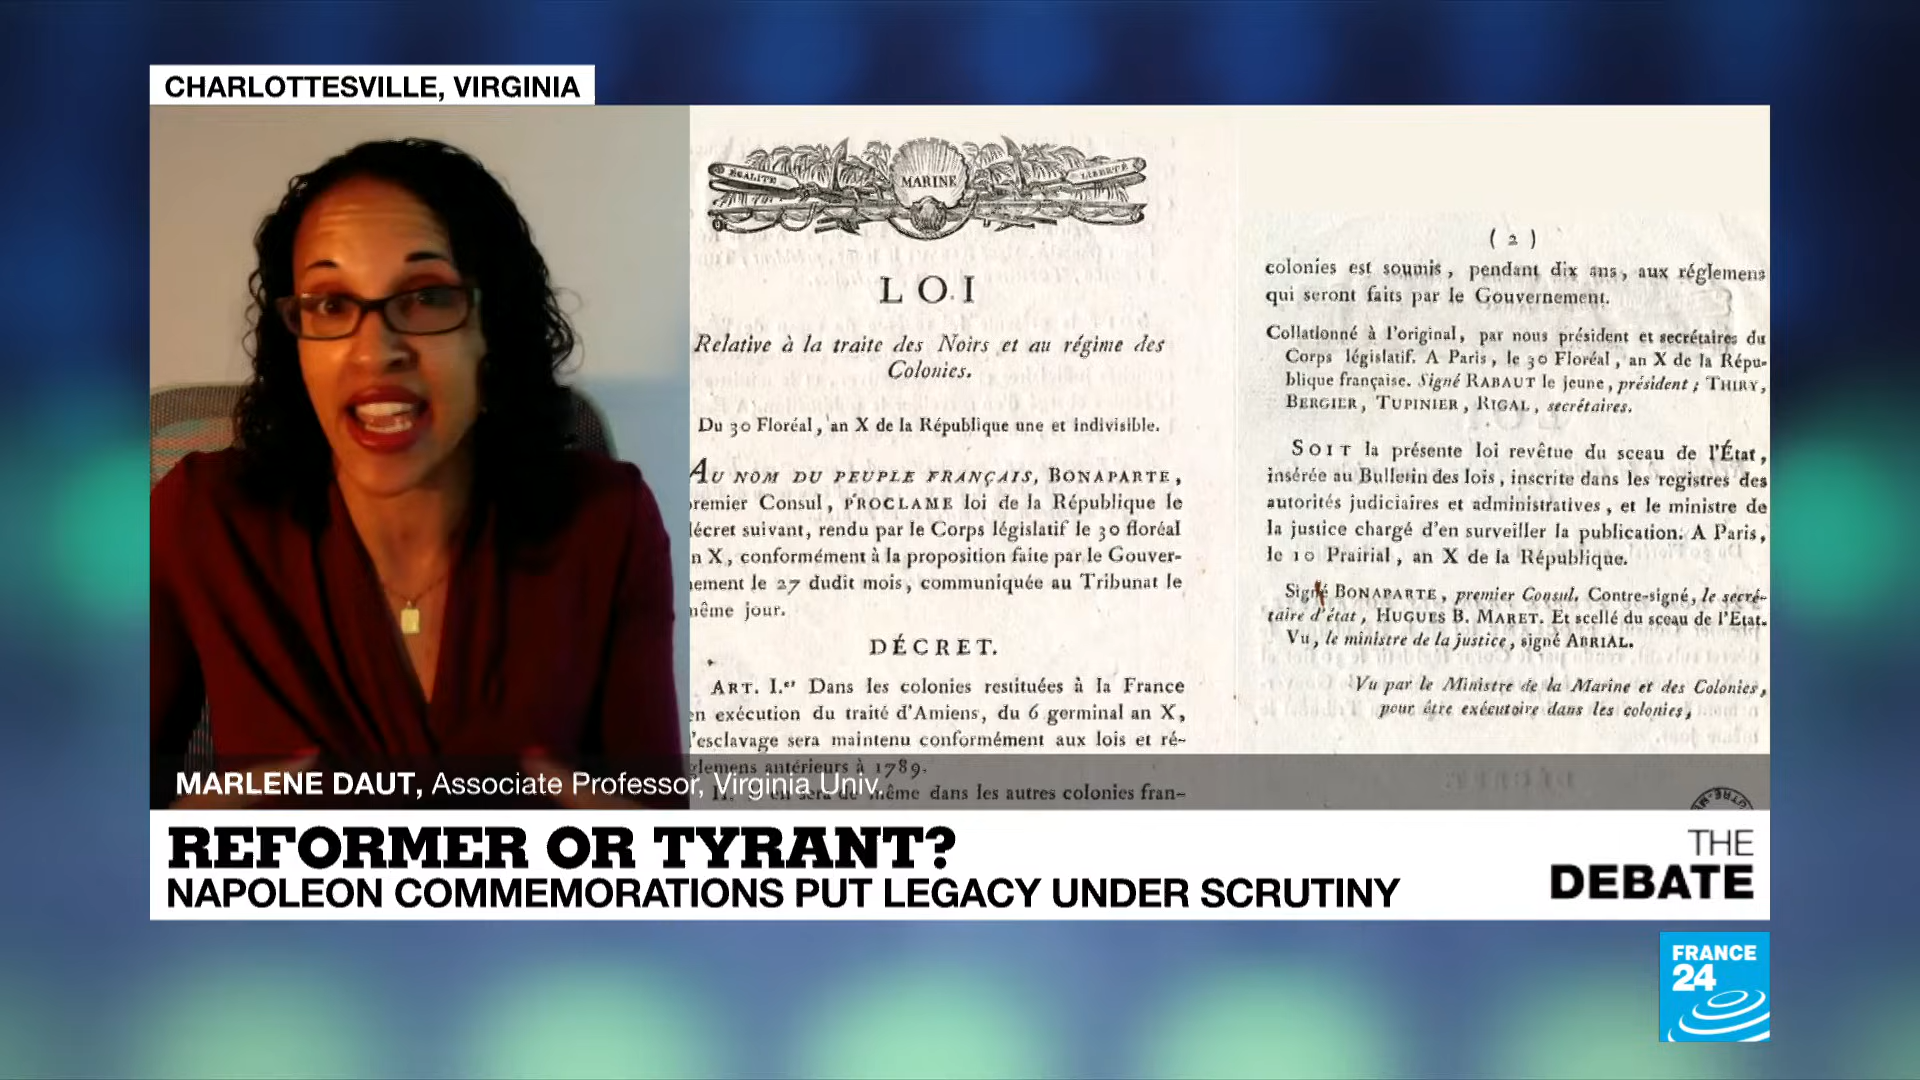 CHARLOTTESVILLE, VIRGINIA
ÉGALITÉ
MARINE
LIBERTÉ
LOI
Relative à la traite des Noirs et au régime des
Colonies.
Du 30 Floréal, an X de la République une et indivisible.
AU NOM DU PEUPLE FRANÇAIS, BONAPARTE,
remier Consul, PROCLAME loi de la République le
écret suivant, rendu par le Corps législatif le 30 floréal
n X, conformément à la proposition faite par le Gouver-
ement le 27 dudit mois, communiquée au Tribunat le
ême jour.
DÉCRET.
ART. I.er Dans les colonies restituées à la France
en exécution du traité d'Amiens, du 6 germinal an X,
l'esclavage sera maintenu conformément aux lois et ré-
glemens antérieurs à 1789.
même dans les autres colonies fran-
( 2 )
colonies est soumis, pendant dix ans, aux réglemens
qui seront faits par le Gouvernement.
Collationné à l'original, par nous président et secrétaires du
Corps législatif. A Paris, le 30 Floréal, an X de la Répu-
blique française. Signé RABAUT le jeune, président; THIRY,
BERGIER, TUPINIER, RIGAL, secrétaires.
SOIT la présente loi revêtue du sceau de l'État,
insérée au Bulletin des lois, inscrite dans les registres des
autorités judiciaires et administratives, et le ministre de
la justice chargé d'en surveiller la publication. A Paris,
le 10 Prairial, an X de la République.
Signé BONAPARTE, premier Consul. Contre-signé, le secré-
taire d'état, HUGUES B. MARET. Et scellé du sceau de l'État.
Vu, le ministre de la justice, signé ABRIAL.
Vu par le Ministre de la Marine et des Colonies,
pour être exécutoire dans les colonies,
MARLENE DAUT, Associate Professor, Virginia Univ.
REFORMER OR TYRANT?
NAPOLEON COMMEMORATIONS PUT LEGACY UNDER SCRUTINY
THE
DEBATE
FRANCE
24